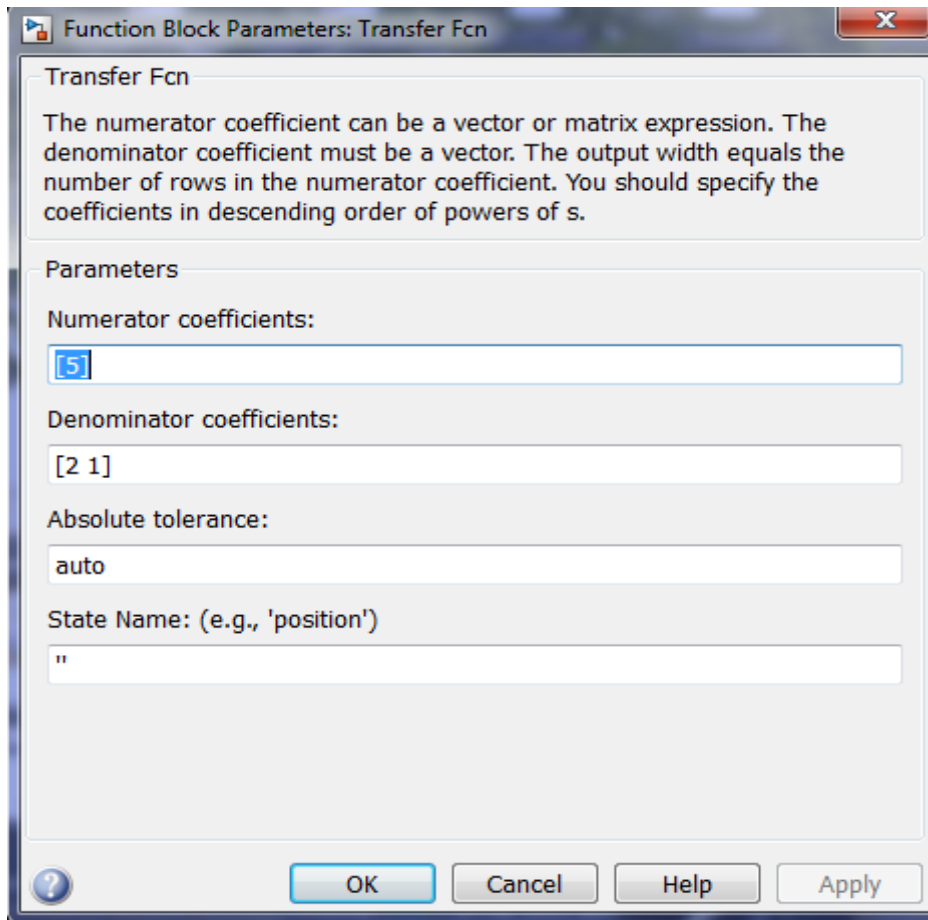 Function Block Parameters: Transfer Fcn
x
Transfer Fcn
The numerator coefficient can be a vector or matrix expression. The
denominator coefficient must be a vector. The output width equals the
number of rows in the numerator coefficient. You should specify the
coefficients in descending order of powers of s.
Parameters
Numerator coefficients:
[5]
Denominator coefficients:
[2 1]
Absolute tolerance:
auto
State Name: (e.g., 'position')
''
? OK Cancel Help Apply